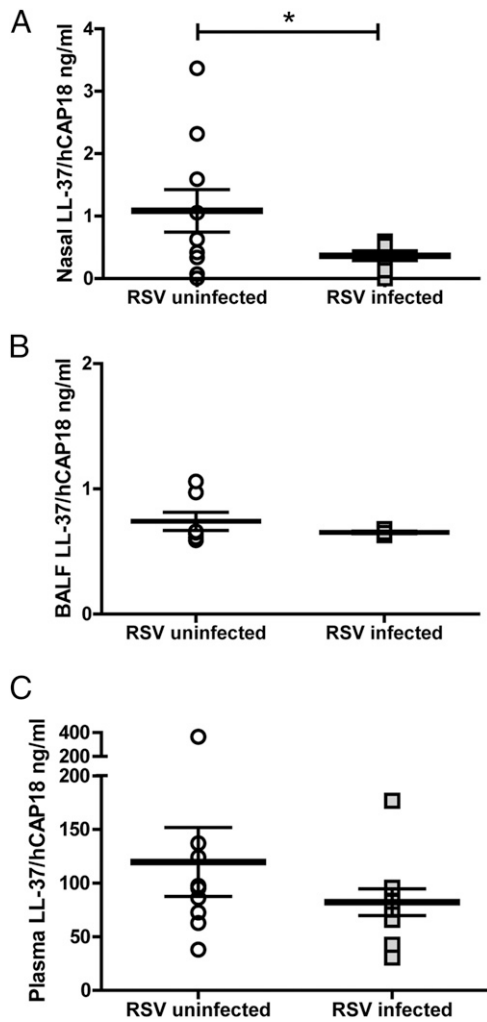 A
*
Nasal LL-37/hCAP18 ng/ml
4
3
2
1
0
RSV uninfected RSV infected
B
BALF LL-37/hCAP18 ng/ml
2
1
0
RSV uninfected RSV infected
C
Plasma LL-37/hCAP18 ng/ml
400
200
200
150
100
50
0
RSV uninfected RSV infected